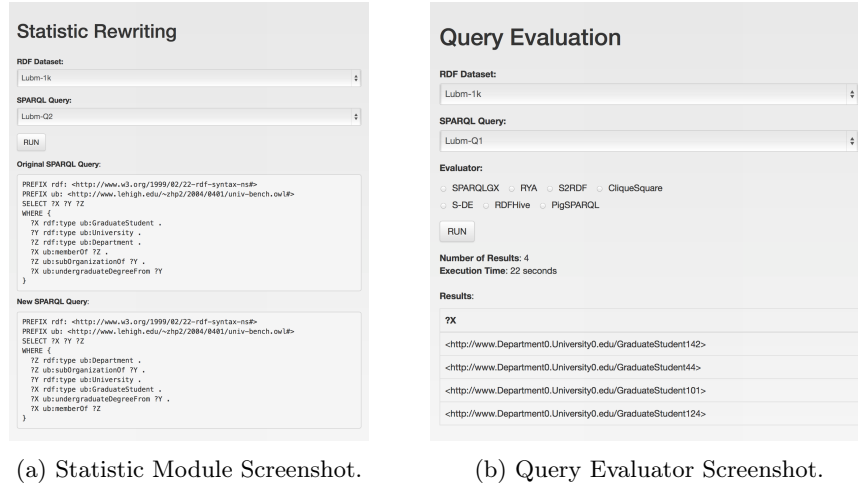 Statistic Rewriting
RDF Dataset:
Lubm-1k
SPARQL Query:
Lubm-Q2
RUN
Original SPARQL Query:
PREFIX rdf: <http://www.w3.org/1999/02/22-rdf-syntax-ns#>
PREFIX ub: <http://www.lehigh.edu/~zhp2/2004/0401/univ-bench.owl#>
SELECT ?X ?Y ?Z
WHERE {
?X rdf:type ub:GraduateStudent .
?Y rdf:type ub:University .
?Z rdf:type ub:Department .
?X ub:memberOf ?Z .
?Z ub:subOrganizationOf ?Y .
?X ub:undergraduateDegreeFrom ?Y
}
New SPARQL Query:
PREFIX rdf: <http://www.w3.org/1999/02/22-rdf-syntax-ns#>
PREFIX ub: <http://www.lehigh.edu/~zhp2/2004/0401/univ-bench.owl#>
SELECT ?X ?Y ?Z
WHERE {
?Z rdf:type ub:Department .
?Z ub:subOrganizationOf ?Y .
?Y rdf:type ub:University .
?X rdf:type ub:GraduateStudent .
?X ub:undergraduateDegreeFrom ?Y .
?X ub:memberOf ?Z
}
(a) Statistic Module Screenshot.
Query Evaluation
RDF Dataset:
Lubm-1k
SPARQL Query:
Lubm-Q1
Evaluator:
SPARQLGX RYA S2RDF CliqueSquare
S-DE RDFHive PigSPARQL
RUN
Number of Results: 4
Execution Time: 22 seconds
Results:
?X
<http://www.Department0.University0.edu/GraduateStudent142>
<http://www.Department0.University0.edu/GraduateStudent44>
<http://www.Department0.University0.edu/GraduateStudent101>
<http://www.Department0.University0.edu/GraduateStudent124>
(b) Query Evaluator Screenshot.